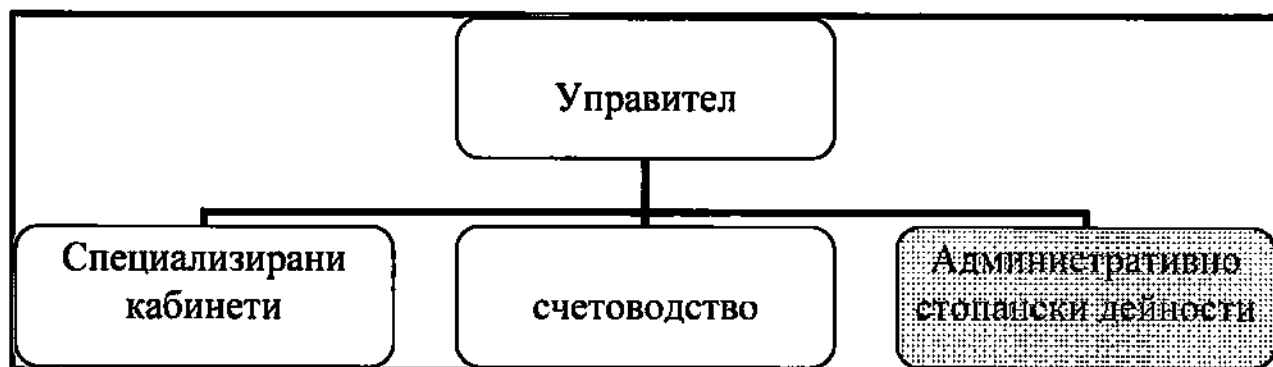 Управител
Специализирани
кабинети
счетоводство
Административно
стопански дейности